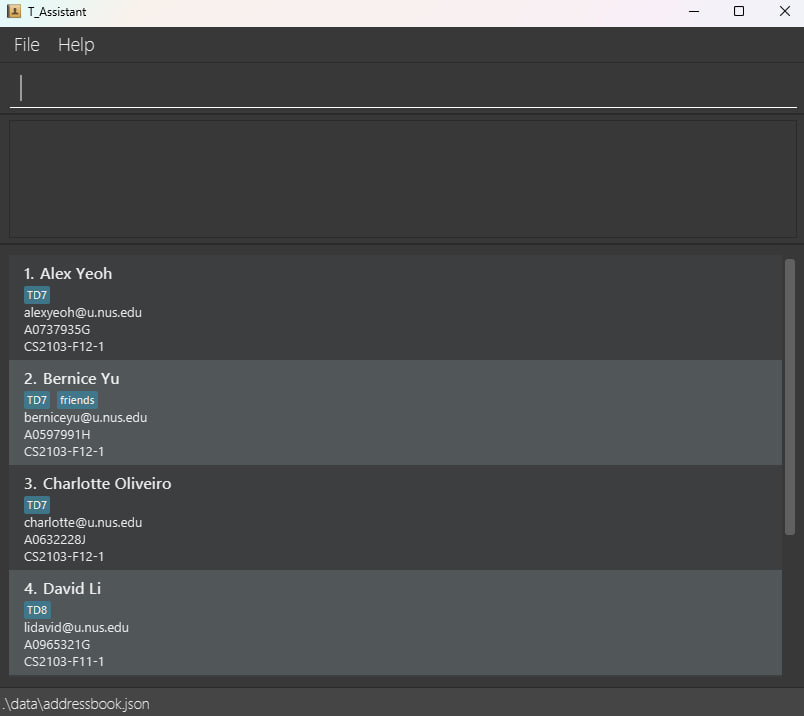 T_Assistant
File Help
1. Alex Yeoh
TD7
alexyeoh@u.nus.edu
A0737935G
CS2103-F12-1
2. Bernice Yu
TD7 friends
berniceyu@u.nus.edu
A0597991H
CS2103-F12-1
3. Charlotte Oliveiro
TD7
charlotte@u.nus.edu
A0632228J
CS2103-F12-1
4. David Li
TD8
lidavid@u.nus.edu
A0965321G
CS2103-F11-1
.\data\addressbook.json